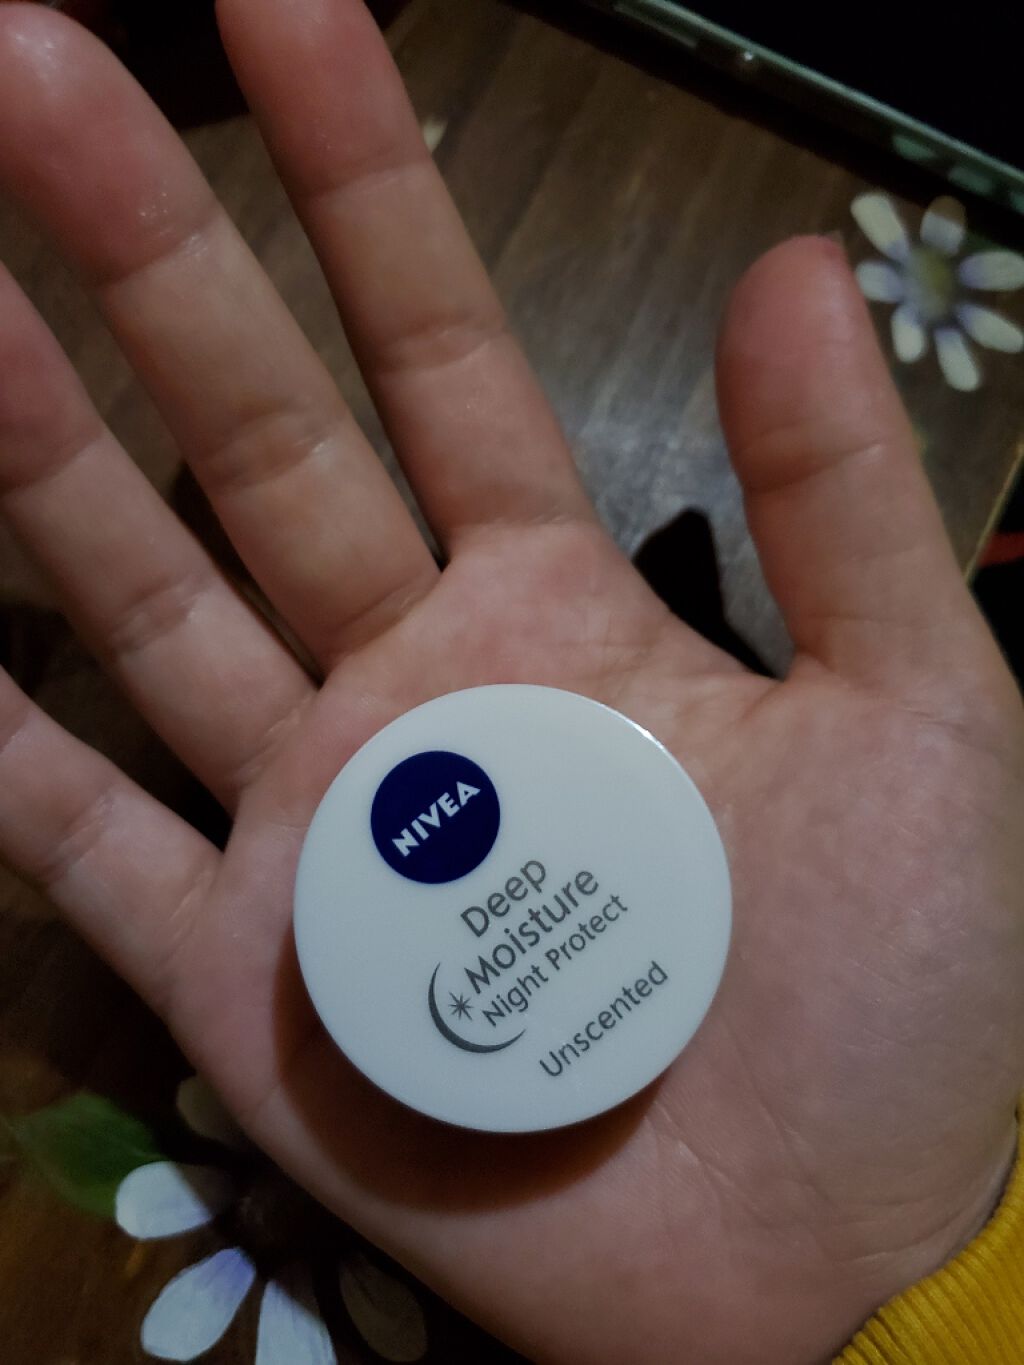 NIVEA
Deep
Moisture
Night Protect
Unscented